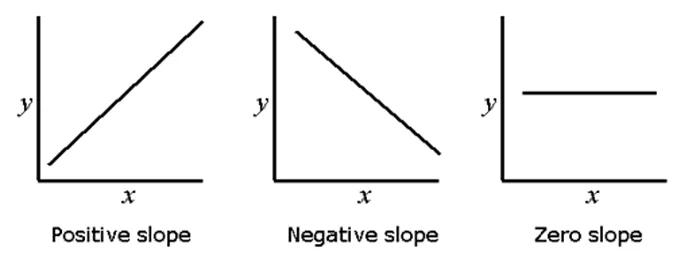 y
x
Positive slope
y
x
Negative slope
y
x
Zero slope